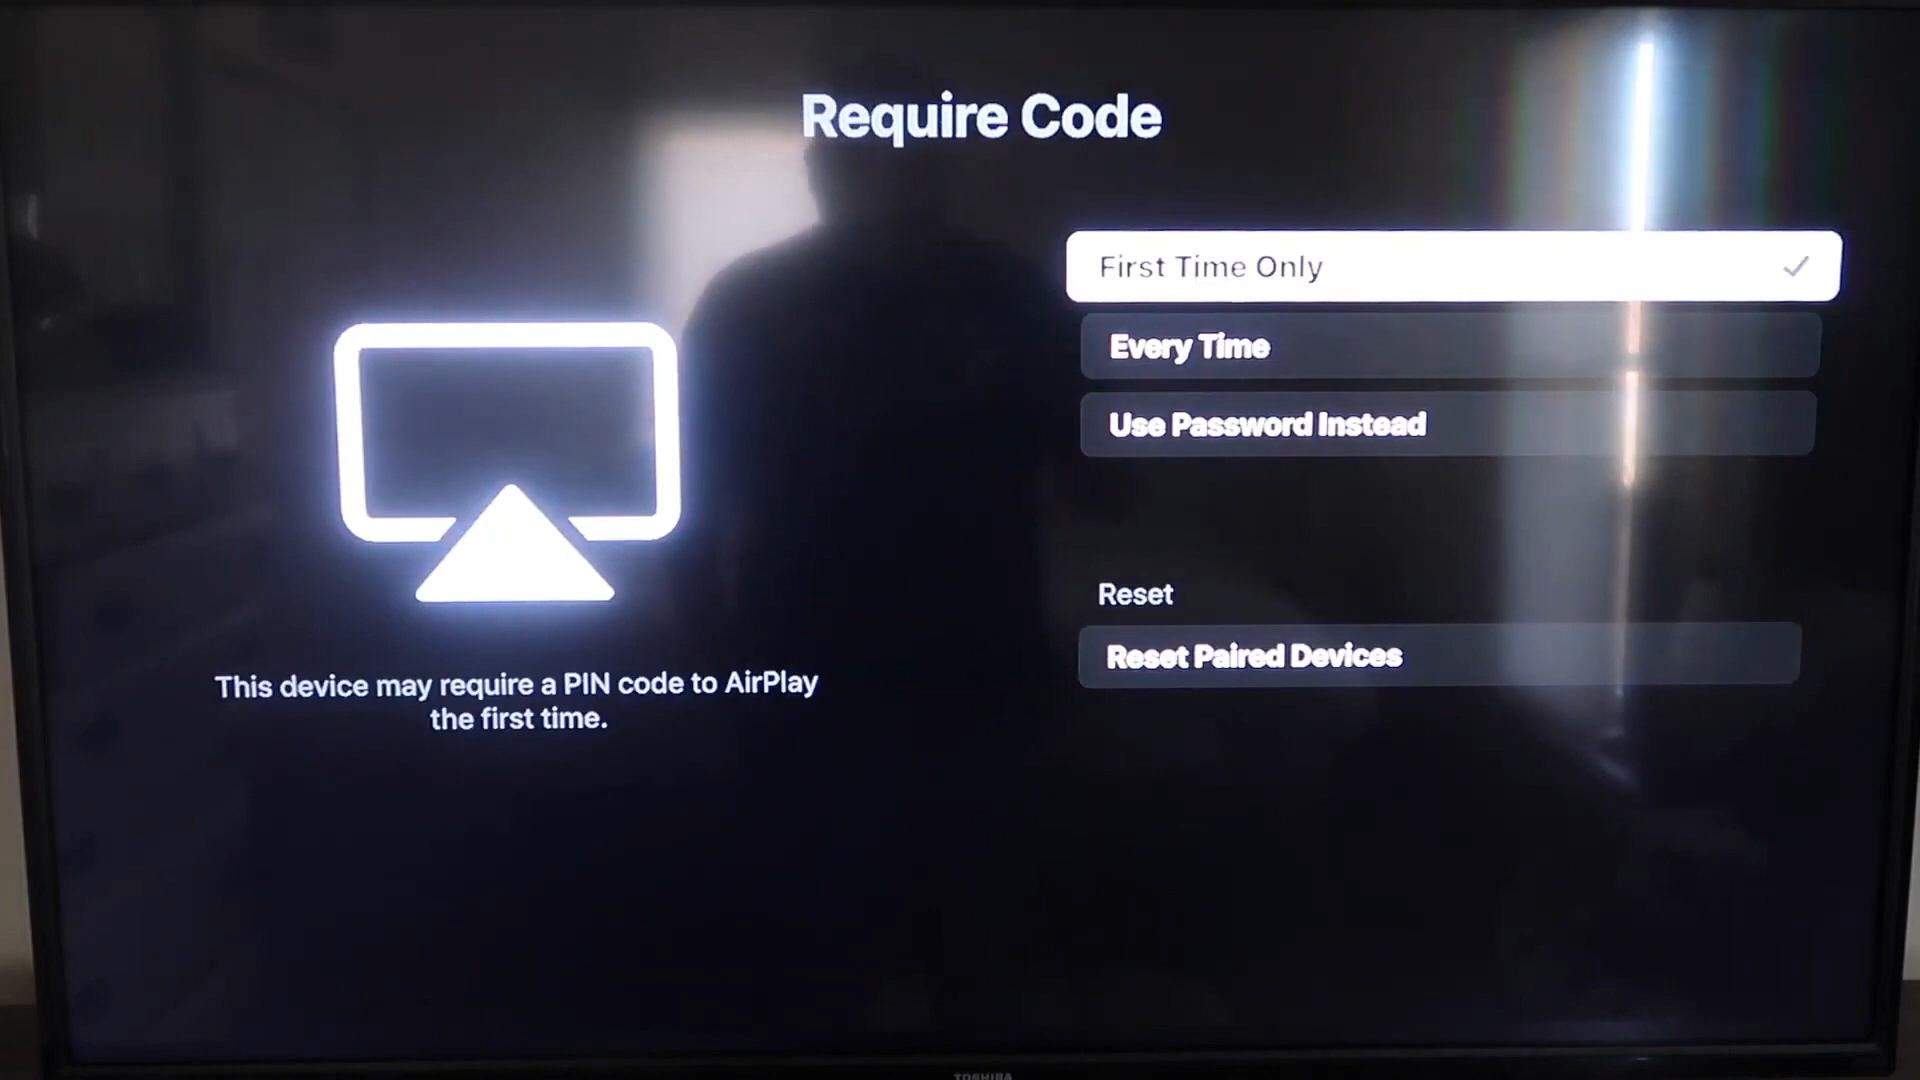 Require Code
First Time Only
Every Time
Use Password Instead
This device may require a PIN code to AirPlay
the first time.
Reset
Reset Paired Devices
TOSHIBA